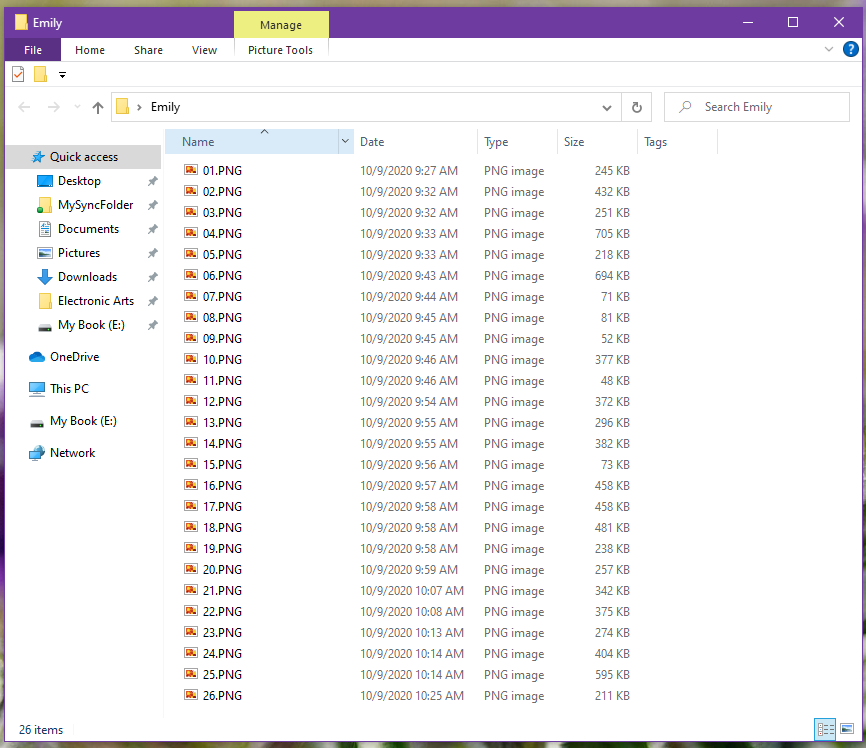 Emily
Manage
File Home Share View Picture Tools
?
Emily
Search Emily
Quick access
Desktop
MySyncFolder
Documents
Pictures
Downloads
Electronic Arts
My Book (E:)
OneDrive
This PC
My Book (E:)
Network
Name Date Type Size Tags
01.PNG 10/9/2020 9:27 AM PNG image 245 KB
02.PNG 10/9/2020 9:32 AM PNG image 432 KB
03.PNG 10/9/2020 9:32 AM PNG image 251 KB
04.PNG 10/9/2020 9:33 AM PNG image 705 KB
05.PNG 10/9/2020 9:33 AM PNG image 218 KB
06.PNG 10/9/2020 9:43 AM PNG image 694 KB
07.PNG 10/9/2020 9:44 AM PNG image 71 KB
08.PNG 10/9/2020 9:45 AM PNG image 81 KB
09.PNG 10/9/2020 9:45 AM PNG image 52 KB
10.PNG 10/9/2020 9:46 AM PNG image 377 KB
11.PNG 10/9/2020 9:46 AM PNG image 48 KB
12.PNG 10/9/2020 9:54 AM PNG image 372 KB
13.PNG 10/9/2020 9:55 AM PNG image 296 KB
14.PNG 10/9/2020 9:55 AM PNG image 382 KB
15.PNG 10/9/2020 9:56 AM PNG image 73 KB
16.PNG 10/9/2020 9:57 AM PNG image 458 KB
17.PNG 10/9/2020 9:58 AM PNG image 458 KB
18.PNG 10/9/2020 9:58 AM PNG image 481 KB
19.PNG 10/9/2020 9:58 AM PNG image 238 KB
20.PNG 10/9/2020 9:59 AM PNG image 257 KB
21.PNG 10/9/2020 10:07 AM PNG image 342 KB
22.PNG 10/9/2020 10:08 AM PNG image 375 KB
23.PNG 10/9/2020 10:13 AM PNG image 274 KB
24.PNG 10/9/2020 10:14 AM PNG image 404 KB
25.PNG 10/9/2020 10:14 AM PNG image 595 KB
26.PNG 10/9/2020 10:25 AM PNG image 211 KB
26 items